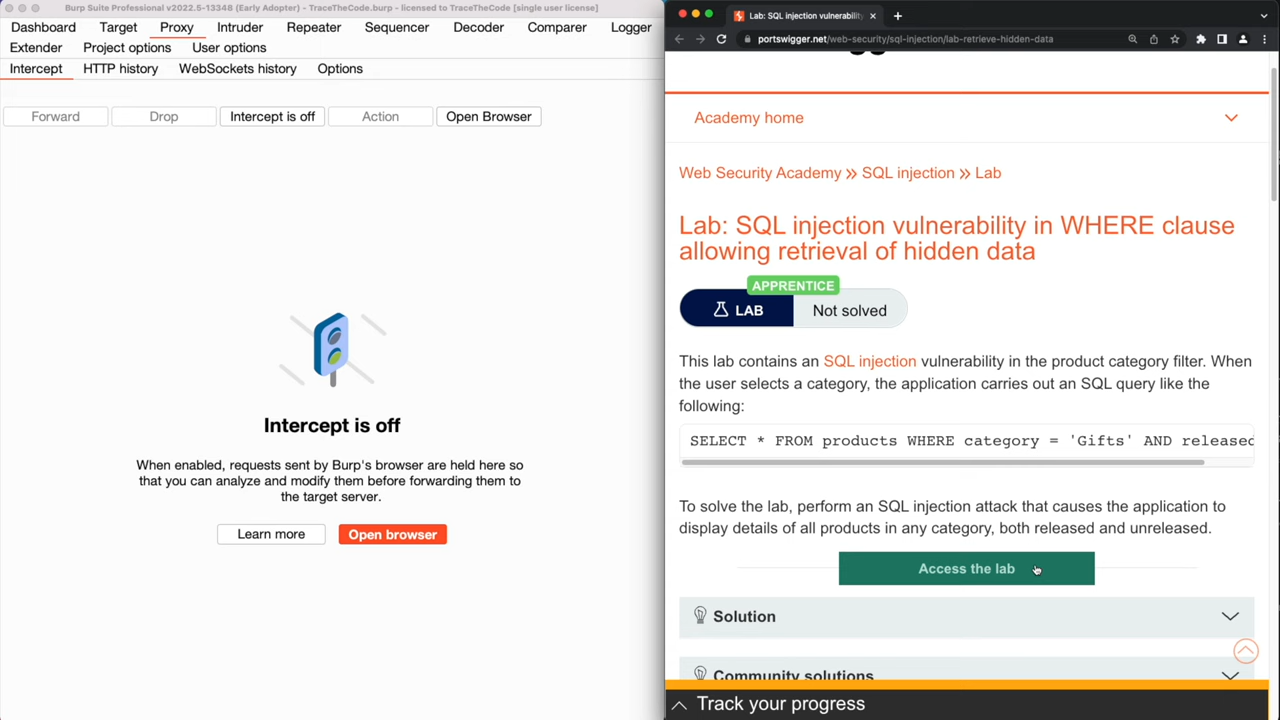 Burp Suite Professional v2022.5-13348 (Early Adopter) - TraceTheCode.burp - licensed to TraceTheCode [single user license]
Dashboard Target Proxy Intruder Repeater Sequencer Decoder Comparer Logger
Extender Project options User options
Intercept HTTP history WebSockets history Options
Forward Drop Intercept is off Action Open Browser
Intercept is off
When enabled, requests sent by Burp's browser are held here so
that you can analyze and modify them before forwarding them to
the target server.
Learn more Open browser
Lab: SQL injection vulnerability
portswigger.net/web-security/sql-injection/lab-retrieve-hidden-data
Academy home
Web Security Academy » SQL injection » Lab
Lab: SQL injection vulnerability in WHERE clause
allowing retrieval of hidden data
APPRENTICE
LAB Not solved
This lab contains an SQL injection vulnerability in the product category filter. When
the user selects a category, the application carries out an SQL query like the
following:
SELECT * FROM products WHERE category = 'Gifts' AND released
To solve the lab, perform an SQL injection attack that causes the application to
display details of all products in any category, both released and unreleased.
Access the lab
Solution
Community solutions
Track your progress